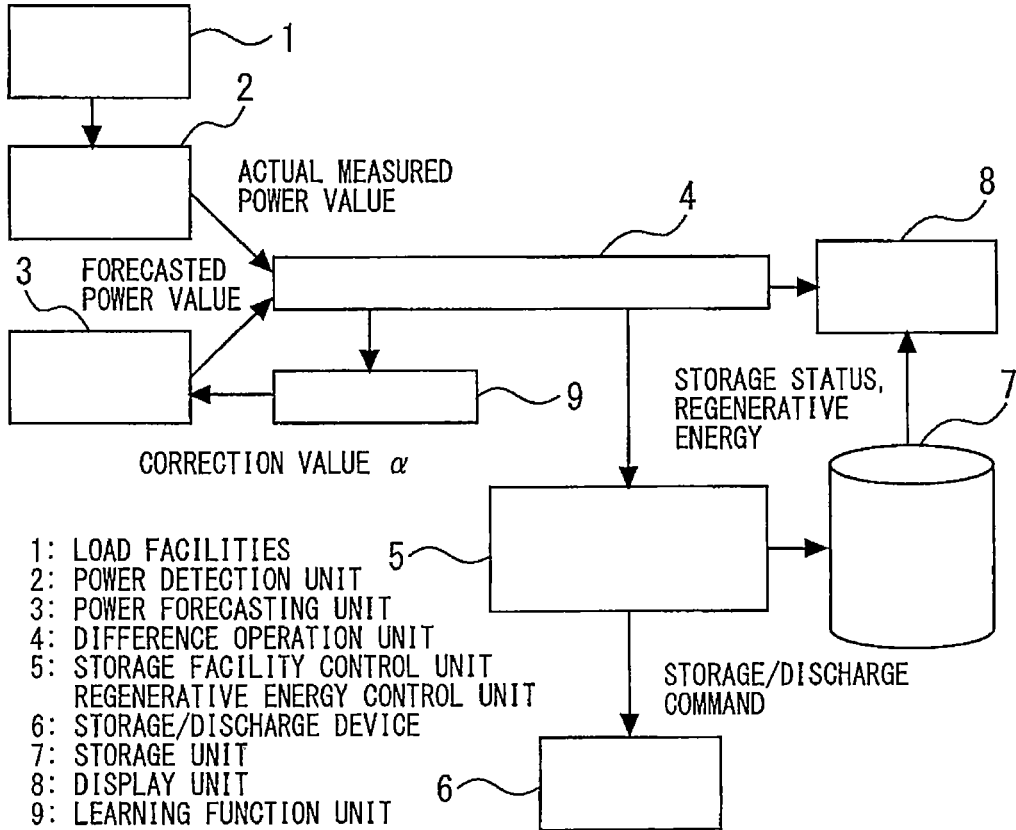 1
2
ACTUAL MEASURED
POWER VALUE
4
8
3
FORECASTED
POWER VALUE
9
STORAGE STATUS,
REGENERATIVE
ENERGY
7
CORRECTION VALUE α
5
1: LOAD FACILITIES
2: POWER DETECTION UNIT
3: POWER FORECASTING UNIT
4: DIFFERENCE OPERATION UNIT
5: STORAGE FACILITY CONTROL UNIT
REGENERATIVE ENERGY CONTROL UNIT
6: STORAGE/DISCHARGE DEVICE
7: STORAGE UNIT
8: DISPLAY UNIT
9: LEARNING FUNCTION UNIT
STORAGE/DISCHARGE
COMMAND
6